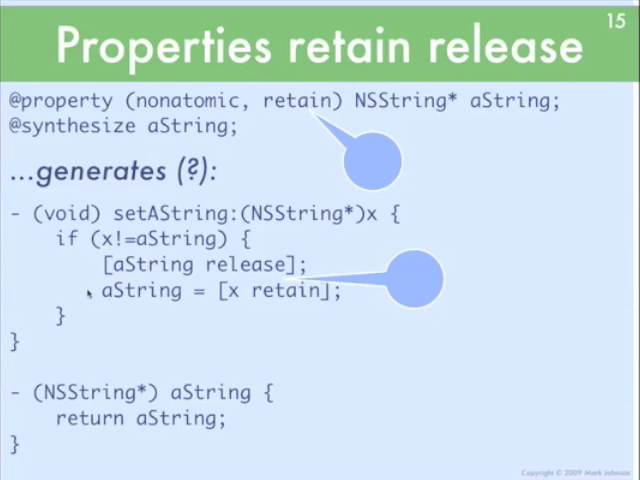 15
Properties retain release
@property (nonatomic, retain) NSString* aString;
@synthesize aString;
...generates (?):
- (void) setAString:(NSString*)x {
    if (x!=aString) {
        [aString release];
        aString = [x retain];
    }
}
- (NSString*) aString {
    return aString;
}
Copyright © 2009 Mark Johnson